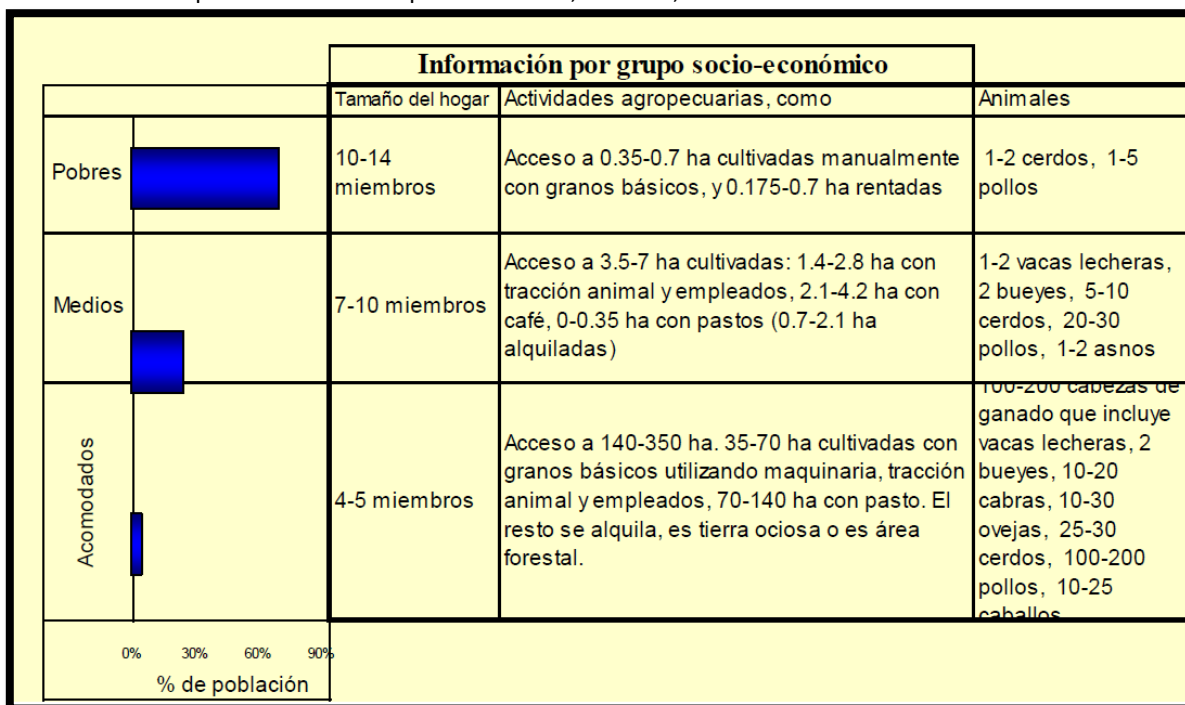 Información por grupo socio-económico
Tamaño del hogar
Actividades agropecuarias, como
Animales
Pobres
10-14
miembros
Acceso a 0.35-0.7 ha cultivadas manualmente
con granos básicos, y 0.175-0.7 ha rentadas
1-2 cerdos, 1-5
pollos
Medios
7-10 miembros
Acceso a 3.5-7 ha cultivadas: 1.4-2.8 ha con
tracción animal y empleados, 2.1-4.2 ha con
café, 0-0.35 ha con pastos (0.7-2.1 ha
alquiladas)
1-2 vacas lecheras,
2 bueyes, 5-10
cerdos, 20-30
pollos, 1-2 asnos
Acomodados
4-5 miembros
Acceso a 140-350 ha. 35-70 ha cultivadas con
granos básicos utilizando maquinaria, tracción
animal y empleados, 70-140 ha con pasto. El
resto se alquila, es tierra ociosa o es área
forestal.
100-200 cabezas de
ganado que incluye
vacas lecheras, 2
bueyes, 10-20
cabras, 10-30
ovejas, 25-30
cerdos, 100-200
pollos, 10-25
caballos
0% 30% 60% 90%
% de población